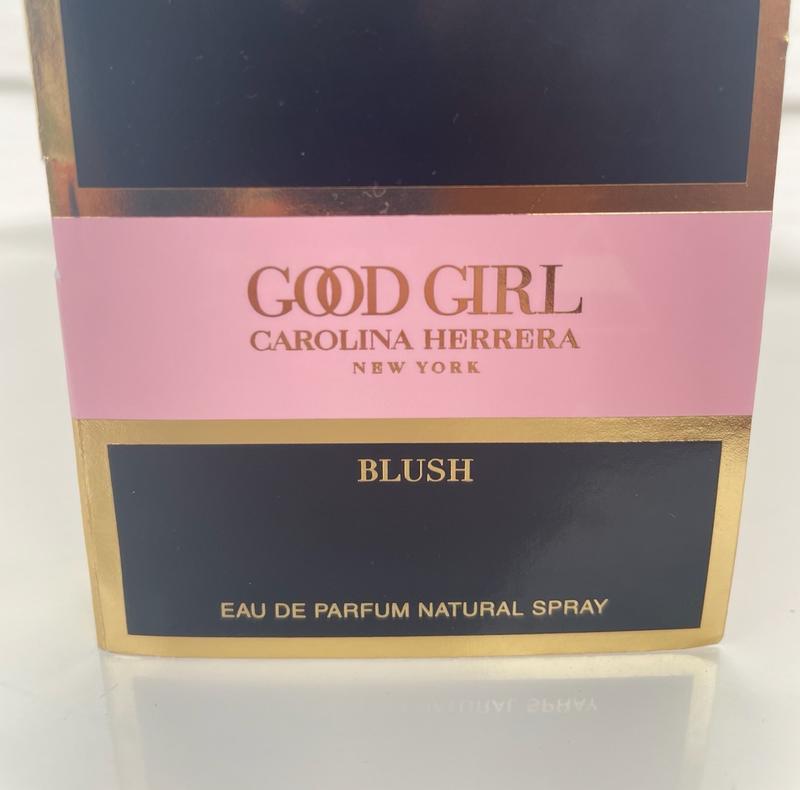 GOOD GIRL
CAROLINA HERRERA
NEW YORK
BLUSH
EAU DE PARFUM NATURAL SPRAY